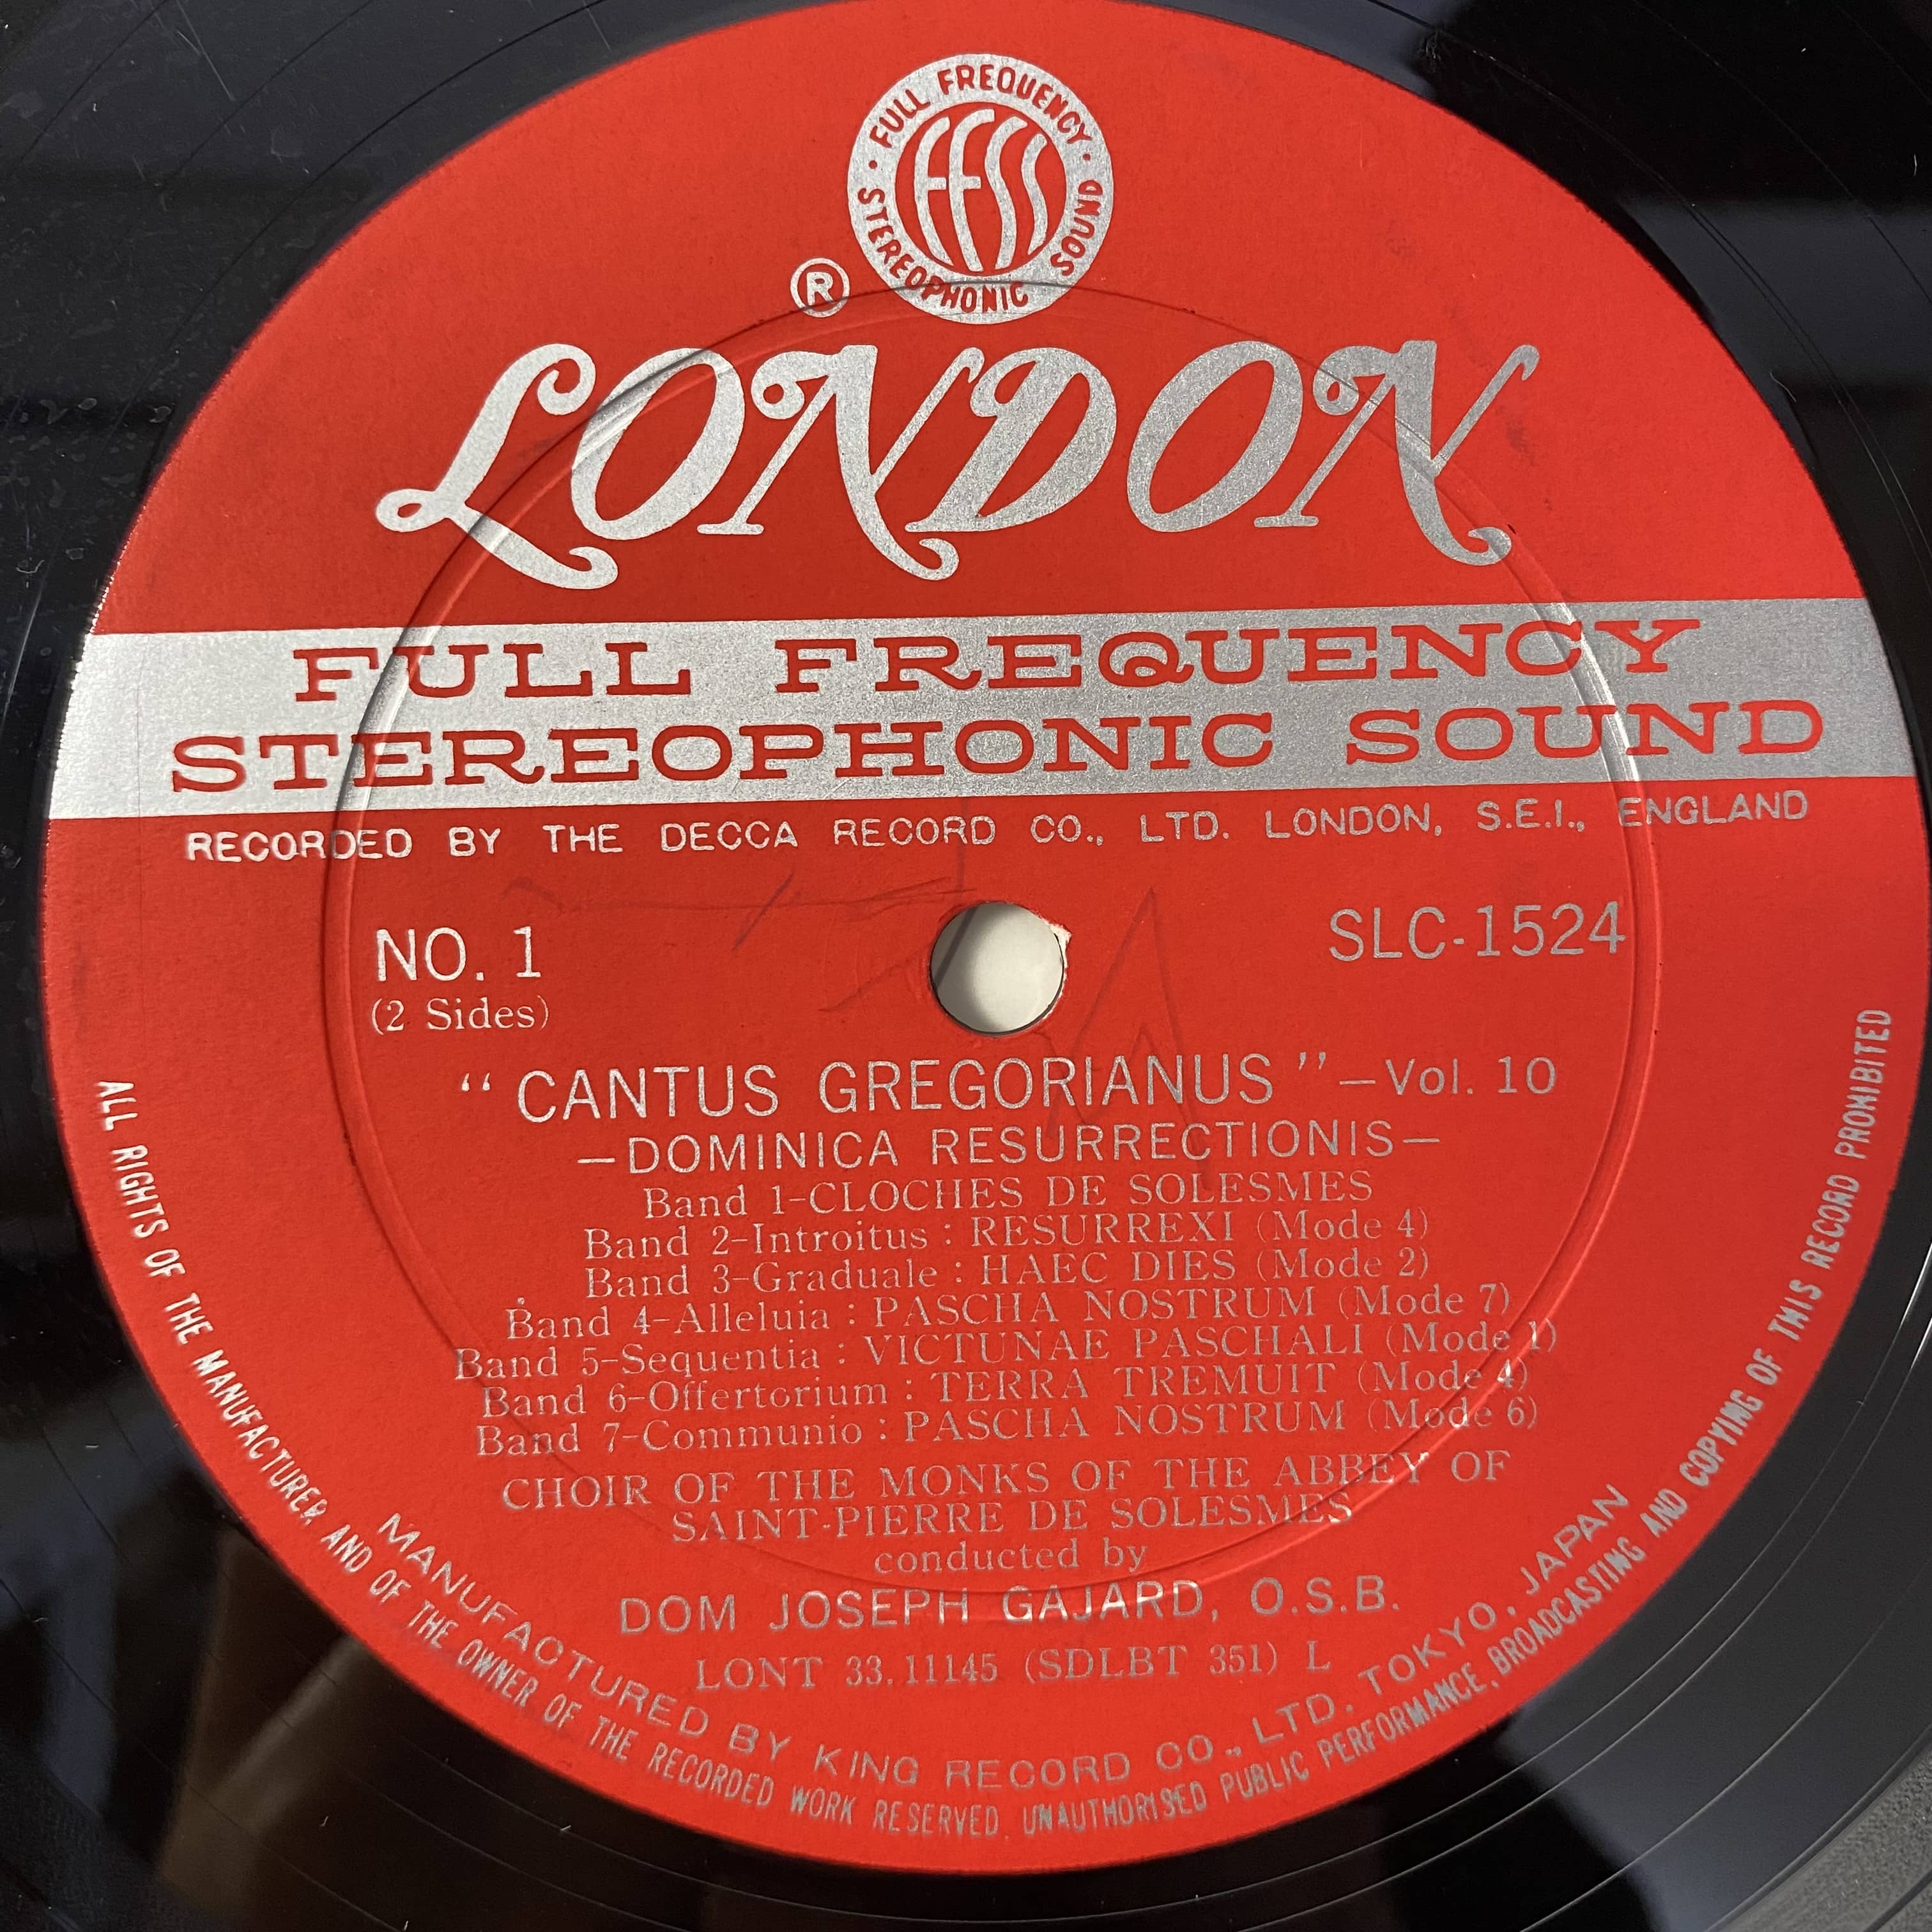 · FULL FREQUENCY ·
STEREOPHONIC SOUND
FFSS
®
LONDON
FULL FREQUENCY
STEREOPHONIC SOUND
RECORDED BY THE DECCA RECORD CO., LTD. LONDON, S.E.I., ENGLAND
NO. 1
SLC-1524
(2 Sides)
“CANTUS GREGORIANUS”—Vol. 10
—DOMINICA RESURRECTIONIS—
Band 1-CLOCHES DE SOLESMES
Band 2-Introitus : RESURREXI (Mode 4)
Band 3-Graduale : HAEC DIES (Mode 2)
Band 4-Alleluia : PASCHA NOSTRUM (Mode 7)
Band 5-Sequentia : VICTUNAE PASCHALI (Mode 1)
Band 6-Offertorium : TERRA TREMUIT (Mode 4)
Band 7-Communio : PASCHA NOSTRUM (Mode 6)
CHOIR OF THE MONKS OF THE ABBEY OF
SAINT-PIERRE DE SOLESMES
conducted by
DOM JOSEPH GAJARD, O.S.B.
LONT 33.11145 (SDLBT 351) L
MANUFACTURED BY KING RECORD CO., LTD. TOKYO, JAPAN
ALL RIGHTS OF THE MANUFACTURER AND OF THE OWNER OF THE RECORDED WORK RESERVED. UNAUTHORISED PUBLIC PERFORMANCE, BROADCASTING AND COPYING OF THIS RECORD PROHIBITED